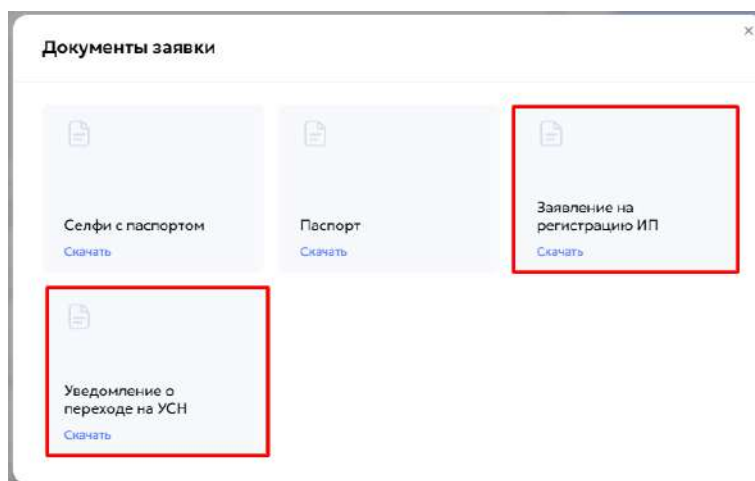 Документы заявки
Селфи с паспортом
Скачать
Паспорт
Скачать
Заявление на
регистрацию ИП
Скачать
Уведомление о
переходе на УСН
Скачать